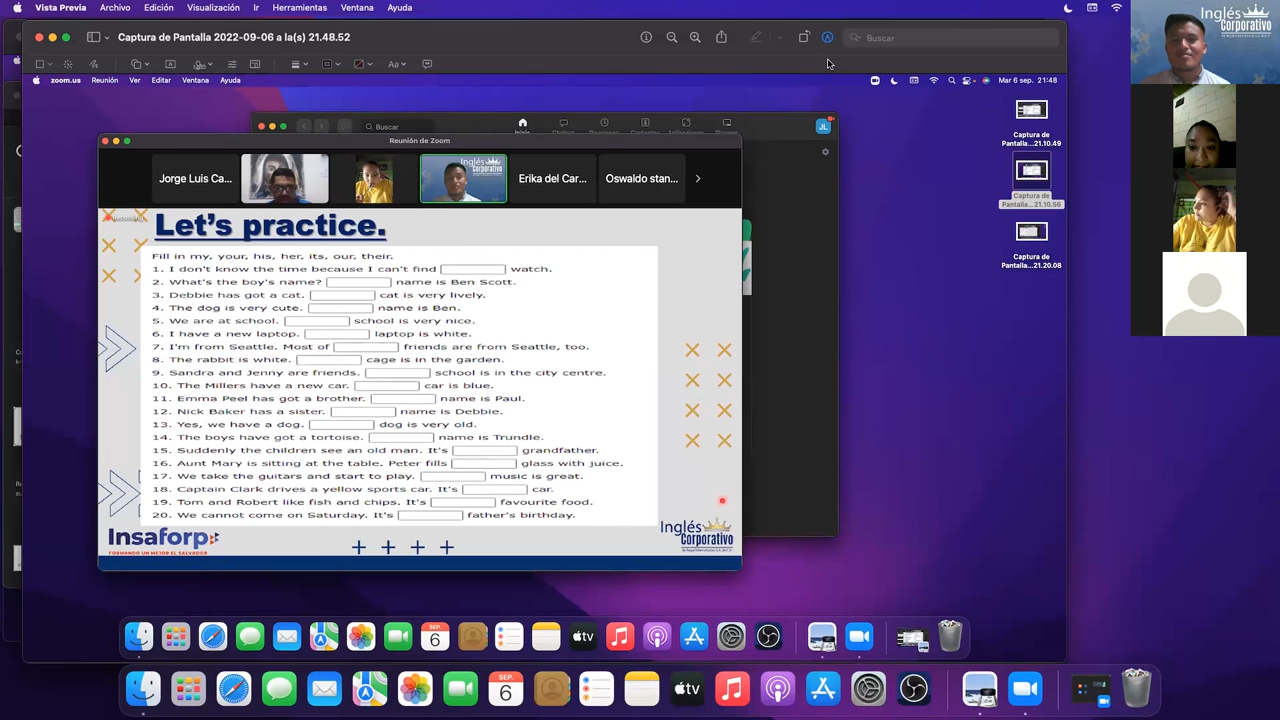 Vista Previa Archivo Edición Visualización Ir Herramientas Ventana Ayuda
Captura de Pantalla 2022-09-06 a la(s) 21.48.52
Buscar
Aa
zoom.us Reunión Ver Editar Ventana Ayuda
Mar 6 sep. 21:48
Buscar
JL
Reunión de Zoom
Jorge Luis Ca...
Inglés Corporativo
Erika del Car...
Oswaldo stan...
Captura de Pantalla...21.10.49
Captura de Pantalla...21.10.56
Captura de Pantalla...21.20.08
Let's practice.
Fill in my, your, his, her, its, our, their.
1. I don't know the time because I can't find watch.
2. What's the boy's name? name is Ben Scott.
3. Debbie has got a cat. cat is very lively.
4. The dog is very cute. name is Ben.
5. We are at school. school is very nice.
6. I have a new laptop. laptop is white.
7. I'm from Seattle. Most of friends are from Seattle, too.
8. The rabbit is white. cage is in the garden.
9. Sandra and Jenny are friends. school is in the city centre.
10. The Millers have a new car. car is blue.
11. Emma Peel has got a brother. name is Paul.
12. Nick Baker has a sister. name is Debbie.
13. Yes, we have a dog. dog is very old.
14. The boys have got a tortoise. name is Trundle.
15. Suddenly the children see an old man. It's grandfather.
16. Aunt Mary is sitting at the table. Peter fills glass with juice.
17. We take the guitars and start to play. music is great.
18. Captain Clark drives a yellow sports car. It's car.
19. Tom and Robert like fish and chips. It's favourite food.
20. We cannot come on Saturday. It's father's birthday.
Insaforp
FORMANDO UN MEJOR EL SALVADOR
Inglés Corporativo
SEP. 6
tv
SEP. 6
tv
Inglés Corporativo